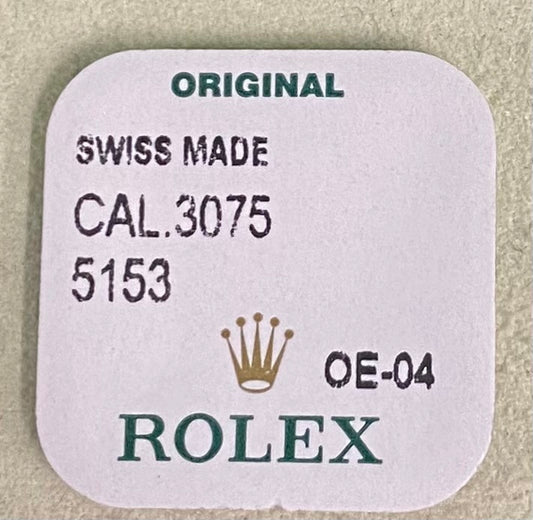 ORIGINAL
SWISS MADE
CAL.3075
5153
OE-04
ROLEX